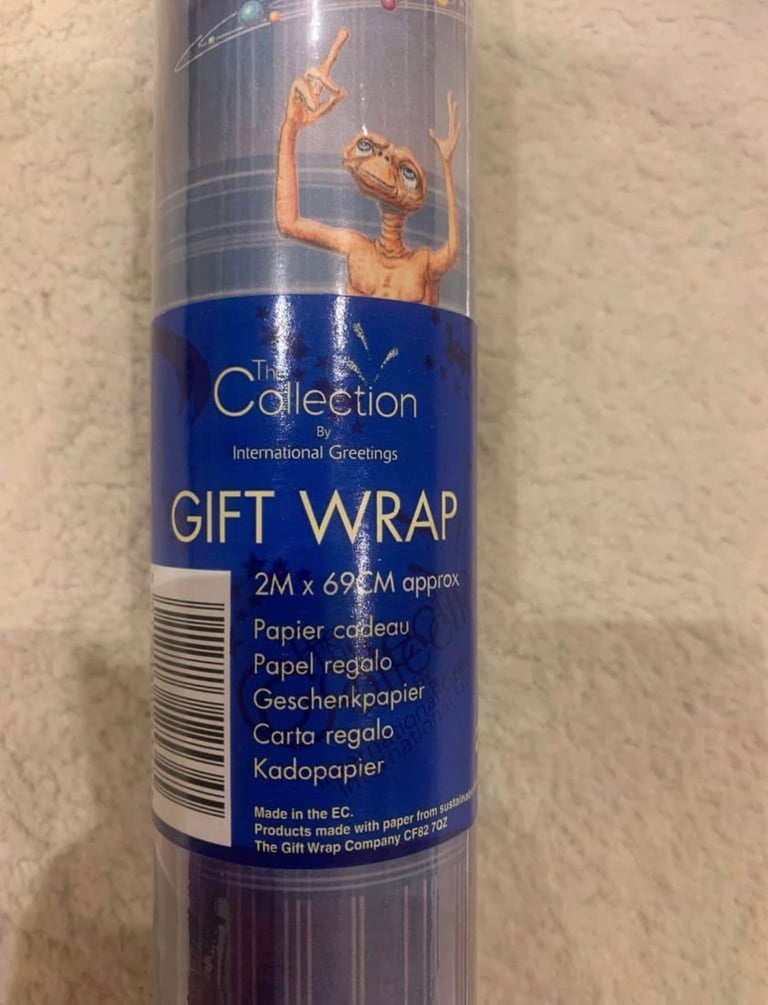 The
Collection
By
International Greetings
GIFT WRAP
2M x 69CM approx
Papier cadeau
Papel regalo
Geschenkpapier
Carta regalo
Kadopapier
Made in the EC.
Products made with paper from
The Gift Wrap Company CF82 7QZ